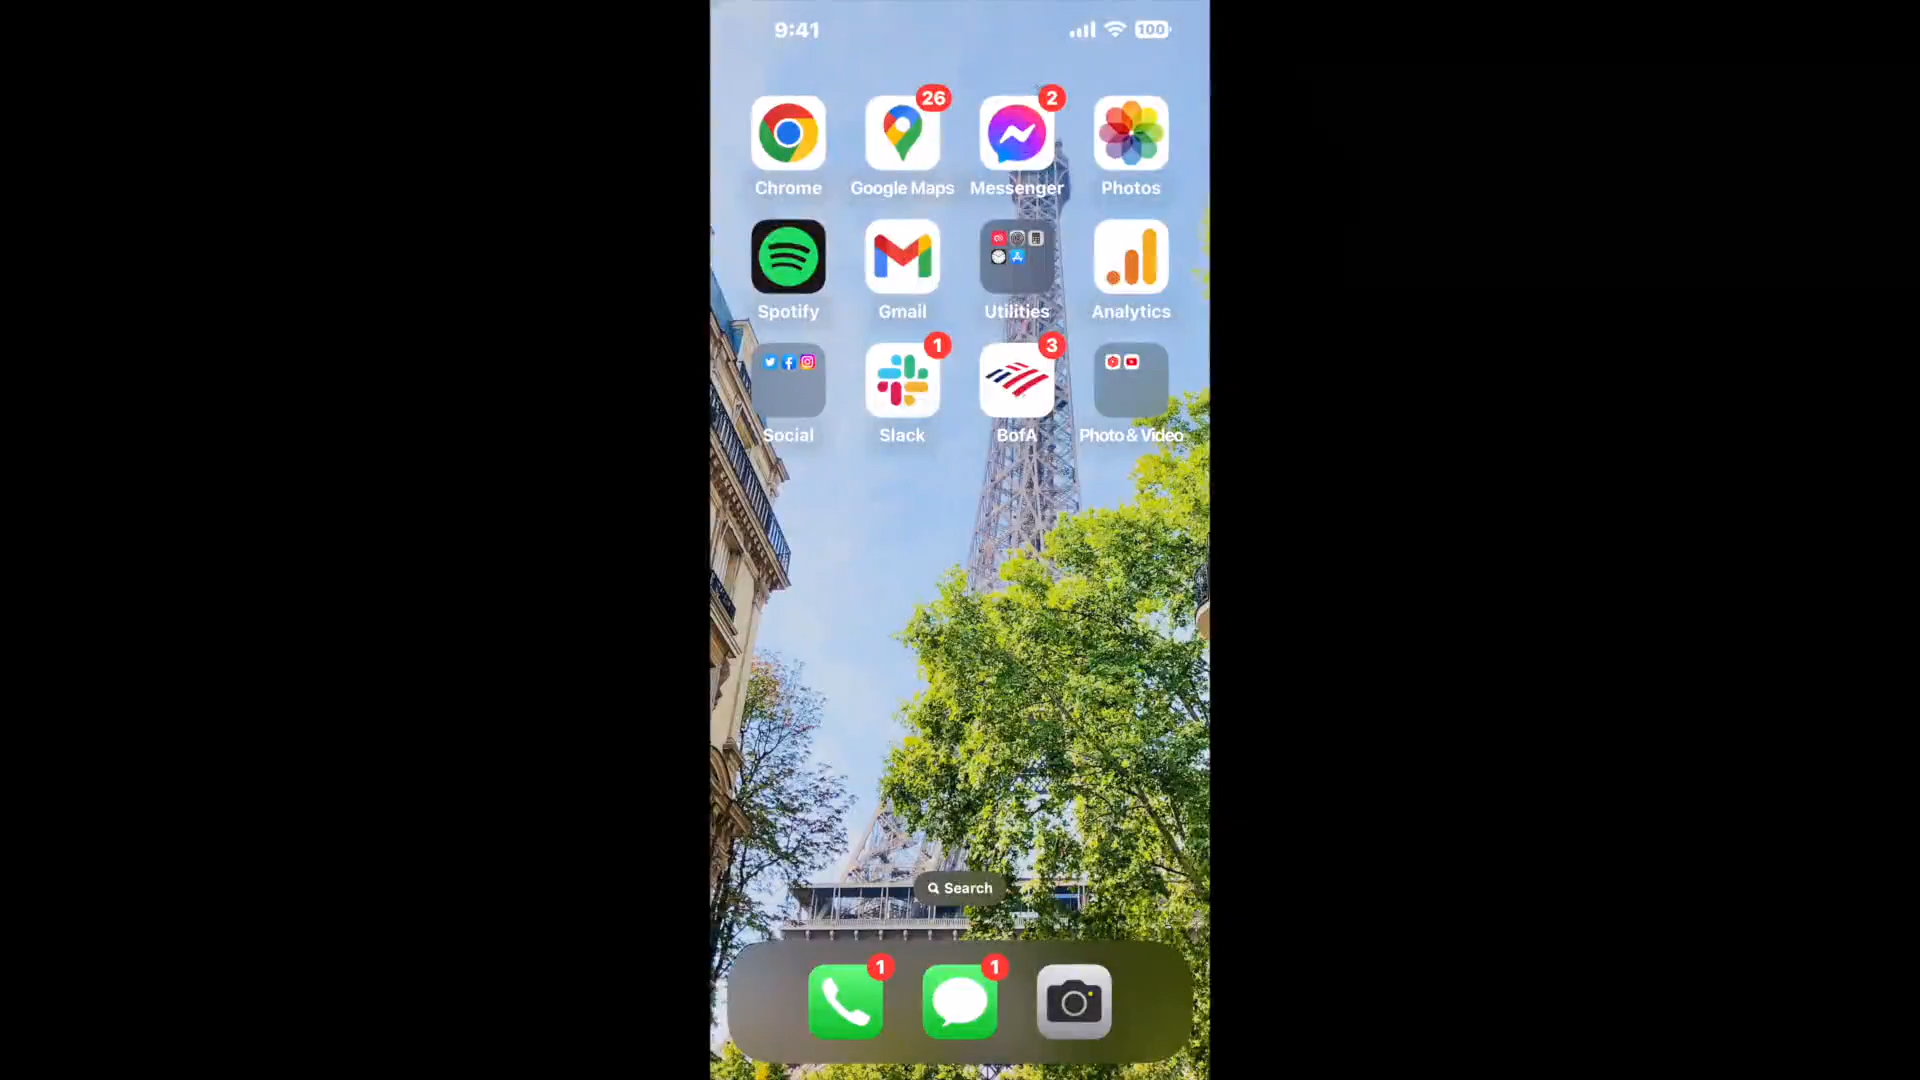 9:41
100
26
2
Chrome
Google Maps
Messenger
Photos
Spotify
Gmail
Utilities
Analytics
1
3
Social
Slack
BofA
Photo & Video
Search
1
1